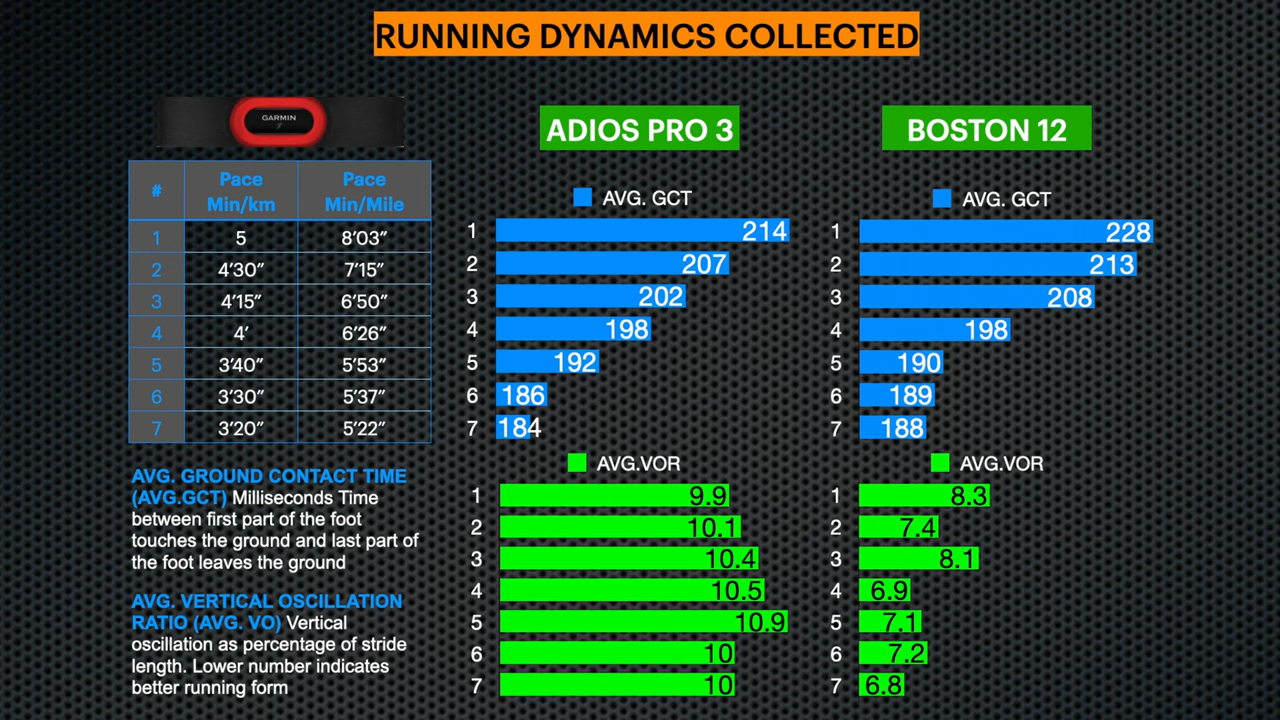 RUNNING DYNAMICS COLLECTED
GARMIN
# Pace Min/km Pace Min/Mile
1 5 8'03"
2 4'30" 7'15"
3 4'15" 6'50"
4 4' 6'26"
5 3'40" 5'53"
6 3'30" 5'37"
7 3'20" 5'22"
AVG. GROUND CONTACT TIME
(AVG.GCT) Milliseconds Time
between first part of the foot
touches the ground and last part of
the foot leaves the ground
AVG. VERTICAL OSCILLATION
RATIO (AVG. VO) Vertical
oscillation as percentage of stride
length. Lower number indicates
better running form
ADIOS PRO 3
AVG. GCT
1 214
2 207
3 202
4 198
5 192
6 186
7 184
AVG.VOR
1 9.9
2 10.1
3 10.4
4 10.5
5 10.9
6 10
7 10
BOSTON 12
AVG. GCT
1 228
2 213
3 208
4 198
5 190
6 189
7 188
AVG.VOR
1 8.3
2 7.4
3 8.1
4 6.9
5 7.1
6 7.2
7 6.8